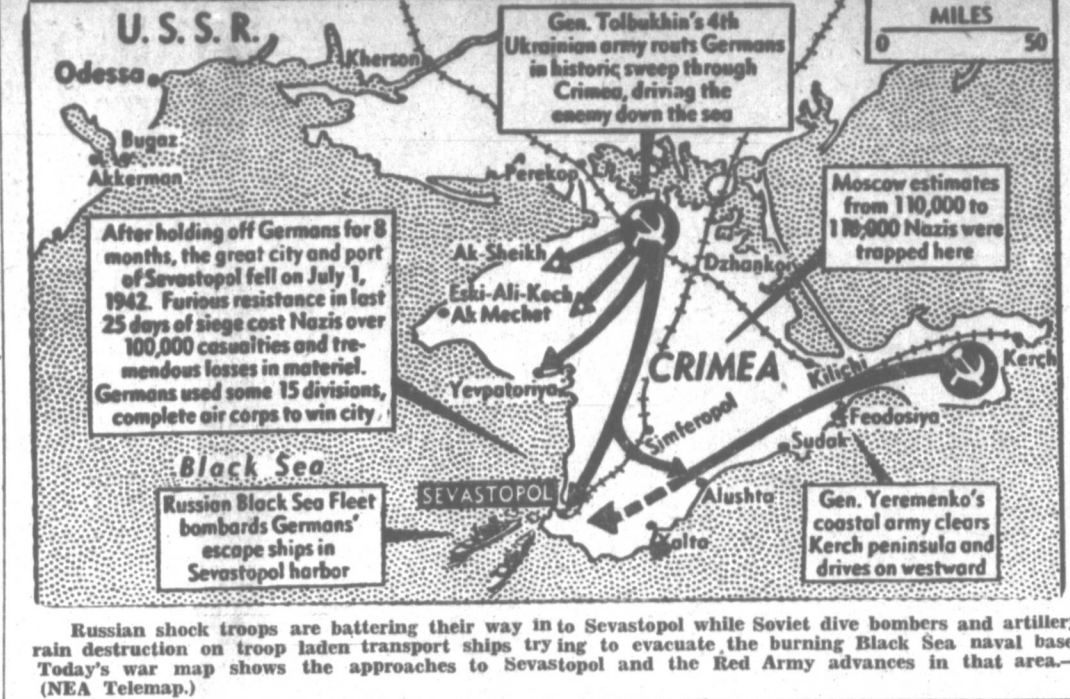 U. S. S. R.
Odessa
Kherson
Bugaz
Akkerman
Gen. Tolbukhin's 4th
Ukrainian army routs Germans
in historic sweep through
Crimea, driving the
enemy down the sea
MILES
0 50
Perekop
Moscow estimates
from 110,000 to
Nazis were
trapped here
After holding off Germans for 8
months, the great city and port
of Sevastopol fell on July 1,
1942. Furious resistance in last
25 days of siege cost Nazis over
100,000 casualties and tre-
mendous losses in materiel.
Germans used some 15 divisions,
complete air corps to win city
Ak-Sheikh
Dzhankoy
Eski-Ali-Kech
Ak Mechet
Yevpatoriya
CRIMEA
Kilichi
Kerch
Feodosiya
Simferopol
Sudak
Black Sea
SEVASTOPOL
Alushta
Yalta
Russian Black Sea Fleet
bombards Germans'
escape ships in
Sevastopol harbor
Gen. Yeremenko's
coastal army clears
Kerch peninsula and
drives on westward
Russian shock troops are battering their way into Sevastopol while Soviet dive bombers and artillery
rain destruction on troop laden transport ships trying to evacuate the burning Black Sea naval base
Today's war map shows the approaches to Sevastopol and the Red Army advances in that area.—
(NEA Telemap.)